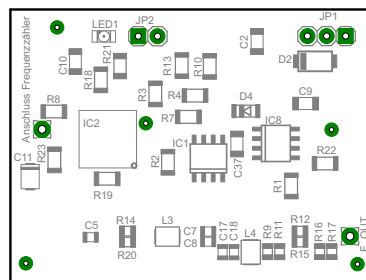 LED1 JP2 JP1
Anschluss Frequenzzähler
C10 R21 R18 R13 R10 C2 D2
R3 R4 R7 D4 C9
R8 IC2 IC1 C37 IC8
R23 R2 R22
C11 R19 R1
C5 R14 R20 L3 C7 C8 C17 C18 L4 R9 R11 R12 R15 R16 R17 F_OUT